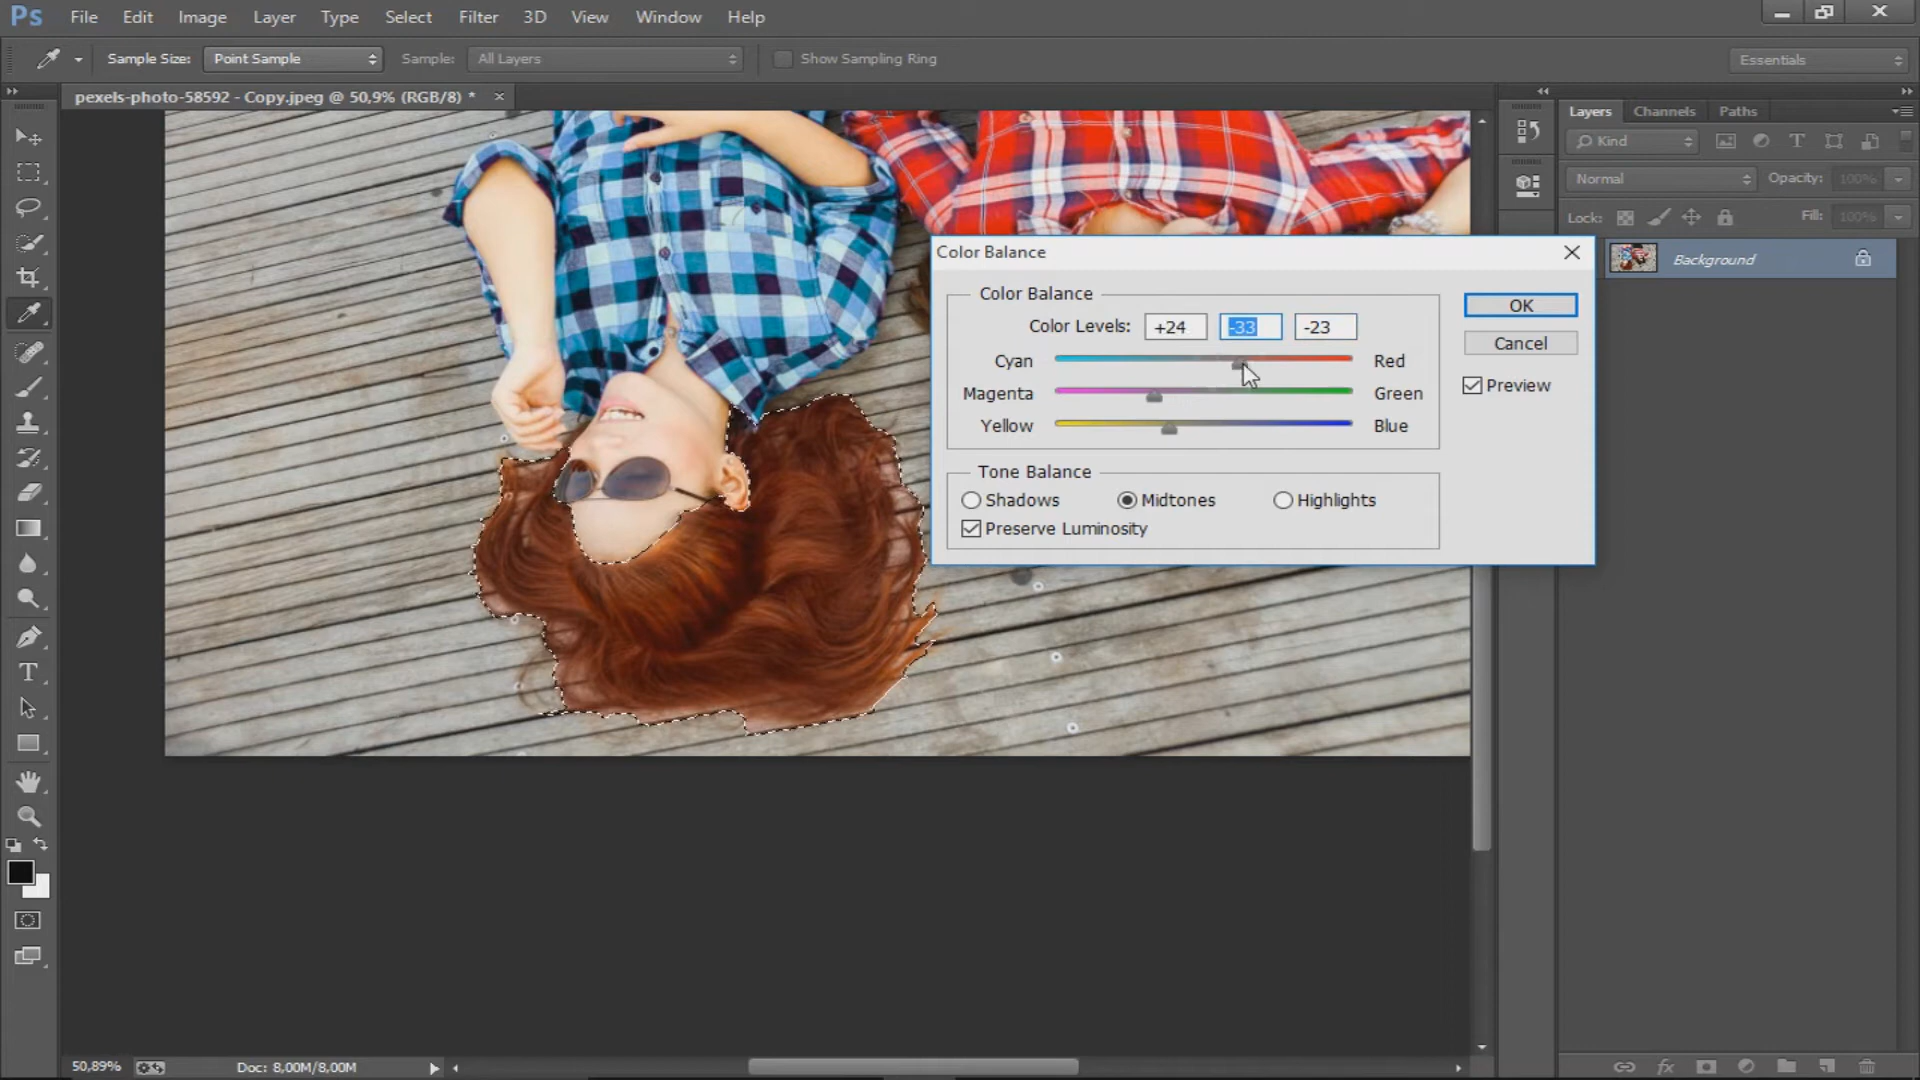 Ps File Edit Image Layer Type Select Filter 3D View Window Help
Sample Size: Point Sample Sample: All Layers Show Sampling Ring Essentials
pexels-photo-58592 - Copy.jpeg @ 50,9% (RGB/8) * ×
Layers Channels Paths
Kind
Normal Opacity: 100%
Lock: Fill: 100%
Background
Color Balance
Color Balance
Color Levels: +24 -33 -23
Cyan Red
Magenta Green
Yellow Blue
Tone Balance
Shadows Midtones Highlights
Preserve Luminosity
OK
Cancel
Preview
50,89% Doc: 8,00M/8,00M